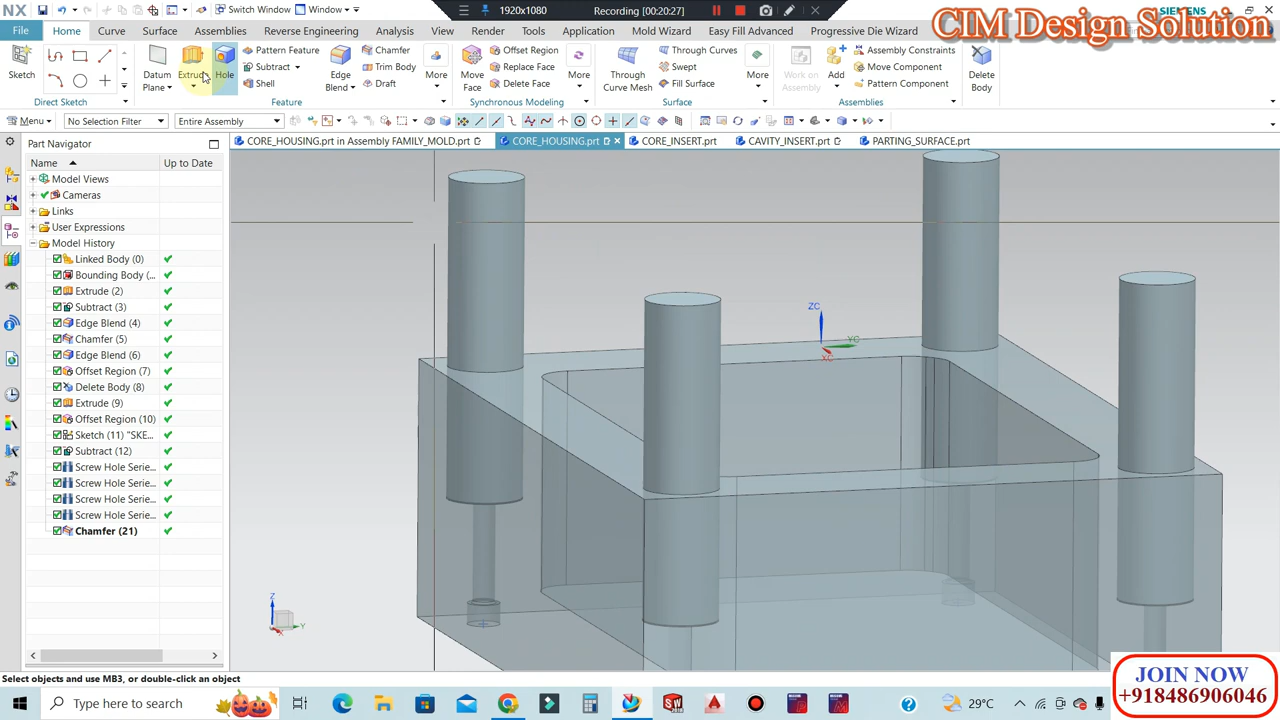 NX Switch Window Window 1920x1080 Recording [00:20:27] SIEMENS
CIM Design Solution
File Home Curve Surface Assemblies Reverse Engineering Progressive Analysis View Render Tools Application Mold Wizard Easy Fill Advanced Progressive Die Wizard
Sketch Direct Sketch
Datum Plane Extrude Hole Pattern Feature Shell Edge Blend Chamfer Trim Body Draft More Feature
Move Face Offset Region Replace Face Delete Face More Synchronous Modeling
Through Curve Mesh Through Curves Swept Fill Surface More Surface
Work on Assembly Add Assembly Constraints Move Component Pattern Component Assemblies
Delete Body
Menu No Selection Filter Entire Assembly
Part Navigator
CORE_HOUSING.prt in Assembly FAMILY_MOLD.prt CORE_HOUSING.prt CORE_INSERT.prt CAVITY_INSERT.prt PARTING_SURFACE.prt
Name Up to Date
Model Views
Cameras
Links
User Expressions
Model History
Linked Body (0)
Bounding Body (...
Extrude (2)
Subtract (3)
Edge Blend (4)
Chamfer (5)
Edge Blend (6)
Offset Region (7)
Delete Body (8)
Extrude (9)
Offset Region (10)
Sketch (11) "SKE...
Subtract (12)
Screw Hole Serie...
Screw Hole Serie...
Screw Hole Serie...
Screw Hole Serie...
Chamfer (21)
ZC
YC
XC
Z
Y
X
Select objects and use MB3, or double-click an object
Type here to search
29°C
JOIN NOW
+918486906046